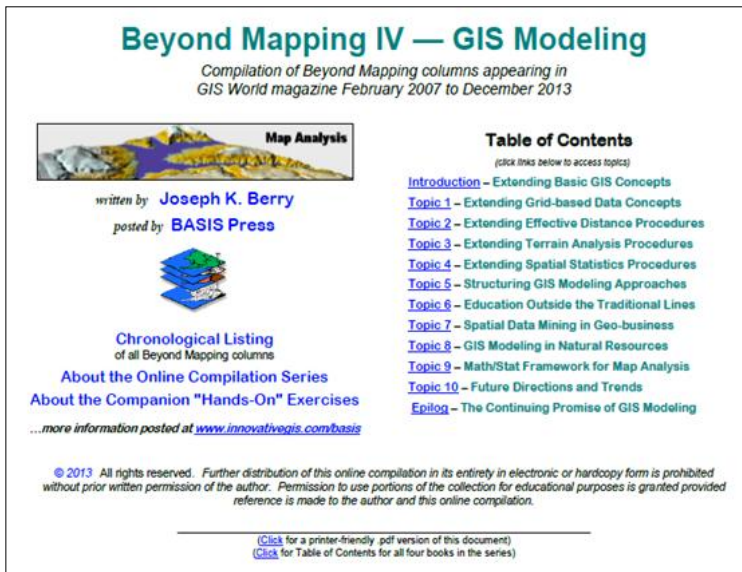 Beyond Mapping IV — GIS Modeling
Compilation of Beyond Mapping columns appearing in
GIS World magazine February 2007 to December 2013
Map Analysis
written by Joseph K. Berry
posted by BASIS Press
Chronological Listing
of all Beyond Mapping columns
About the Online Compilation Series
About the Companion "Hands-On" Exercises
...more information posted at www.innovativegis.com/basis
Table of Contents
(click links below to access topics)
Introduction – Extending Basic GIS Concepts
Topic 1 – Extending Grid-based Data Concepts
Topic 2 – Extending Effective Distance Procedures
Topic 3 – Extending Terrain Analysis Procedures
Topic 4 – Extending Spatial Statistics Procedures
Topic 5 – Structuring GIS Modeling Approaches
Topic 6 – Education Outside the Traditional Lines
Topic 7 – Spatial Data Mining in Geo-business
Topic 8 – GIS Modeling in Natural Resources
Topic 9 – Math/Stat Framework for Map Analysis
Topic 10 – Future Directions and Trends
Epilog – The Continuing Promise of GIS Modeling
© 2013 All rights reserved. Further distribution of this online compilation in its entirety in electronic or hardcopy form is prohibited
without prior written permission of the author. Permission to use portions of the collection for educational purposes is granted provided
reference is made to the author and this online compilation.
(Click for a printer-friendly .pdf version of this document)
(Click for Table of Contents for all four books in the series)